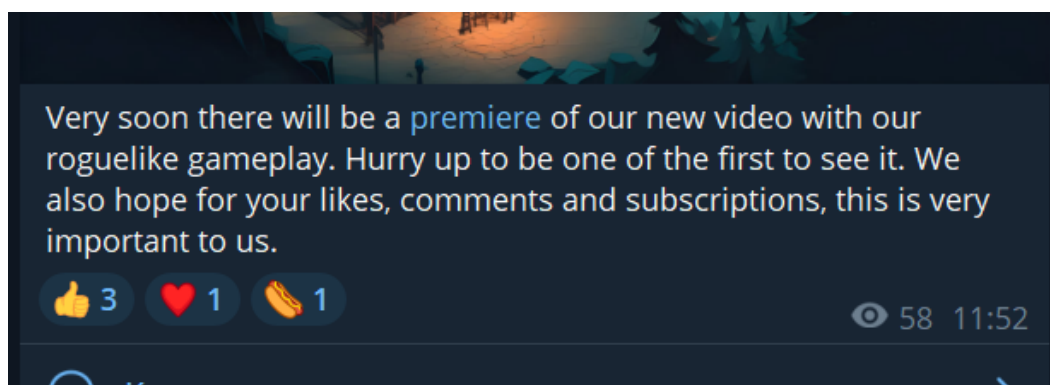 Very soon there will be a premiere of our new video with our
roguelike gameplay. Hurry up to be one of the first to see it. We
also hope for your likes, comments and subscriptions, this is very
important to us.
3 1 1
58 11:52